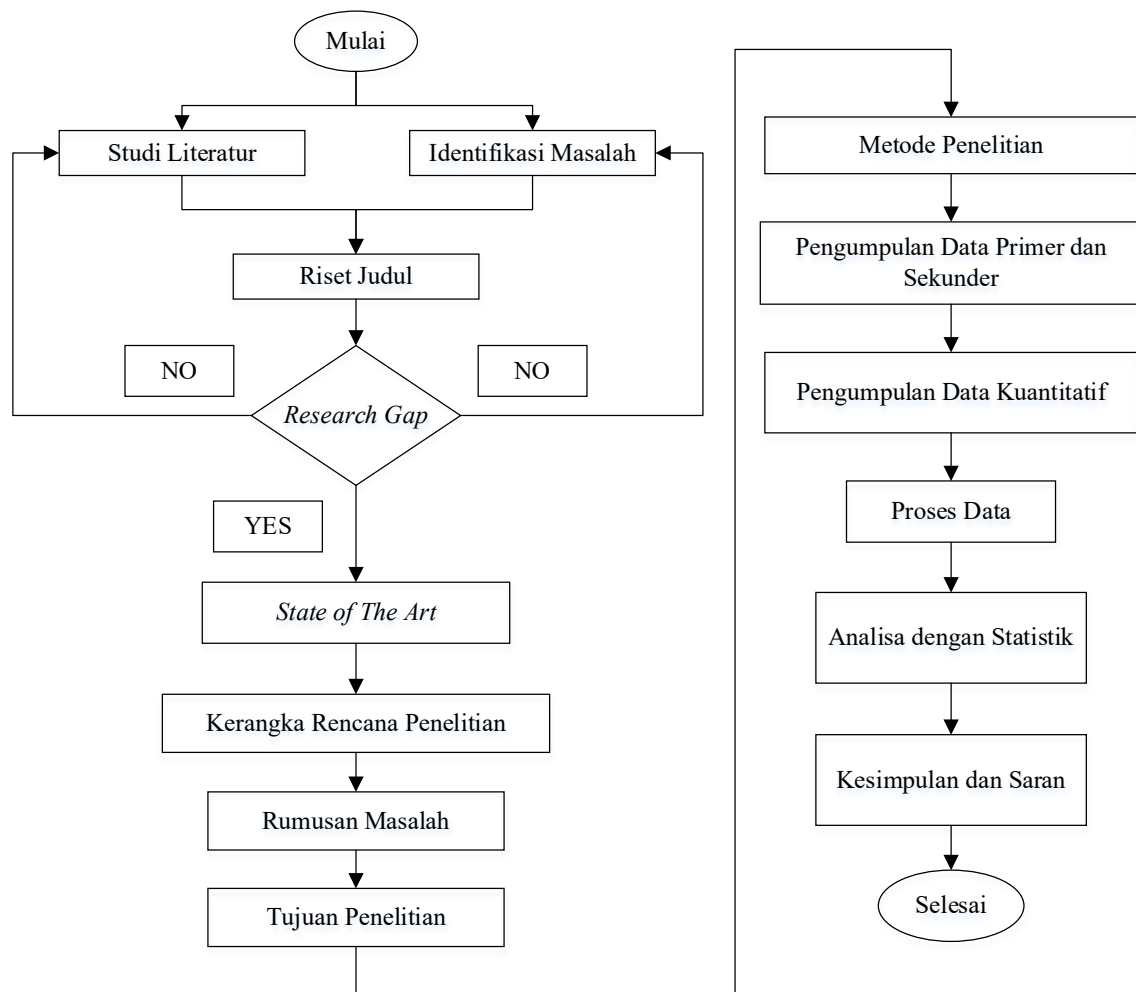 Mulai
Studi Literatur
Identifikasi Masalah
Riset Judul
NO
NO
Research Gap
YES
State of The Art
Kerangka Rencana Penelitian
Rumusan Masalah
Tujuan Penelitian
Metode Penelitian
Pengumpulan Data Primer dan
Sekunder
Pengumpulan Data Kuantitatif
Proses Data
Analisa dengan Statistik
Kesimpulan dan Saran
Selesai